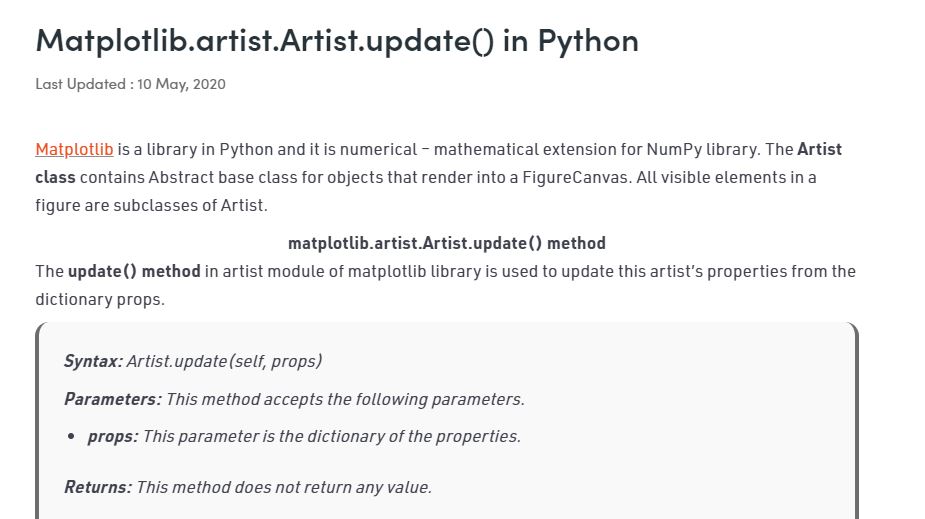 Matplotlib.artist.Artist.update() in Python
Last Updated : 10 May, 2020
Matplotlib is a library in Python and it is numerical – mathematical extension for NumPy library. The Artist
class contains Abstract base class for objects that render into a FigureCanvas. All visible elements in a
figure are subclasses of Artist.
matplotlib.artist.Artist.update() method
The update() method in artist module of matplotlib library is used to update this artist’s properties from the
dictionary props.
Syntax: Artist.update(self, props)
Parameters: This method accepts the following parameters.
• props: This parameter is the dictionary of the properties.
Returns: This method does not return any value.